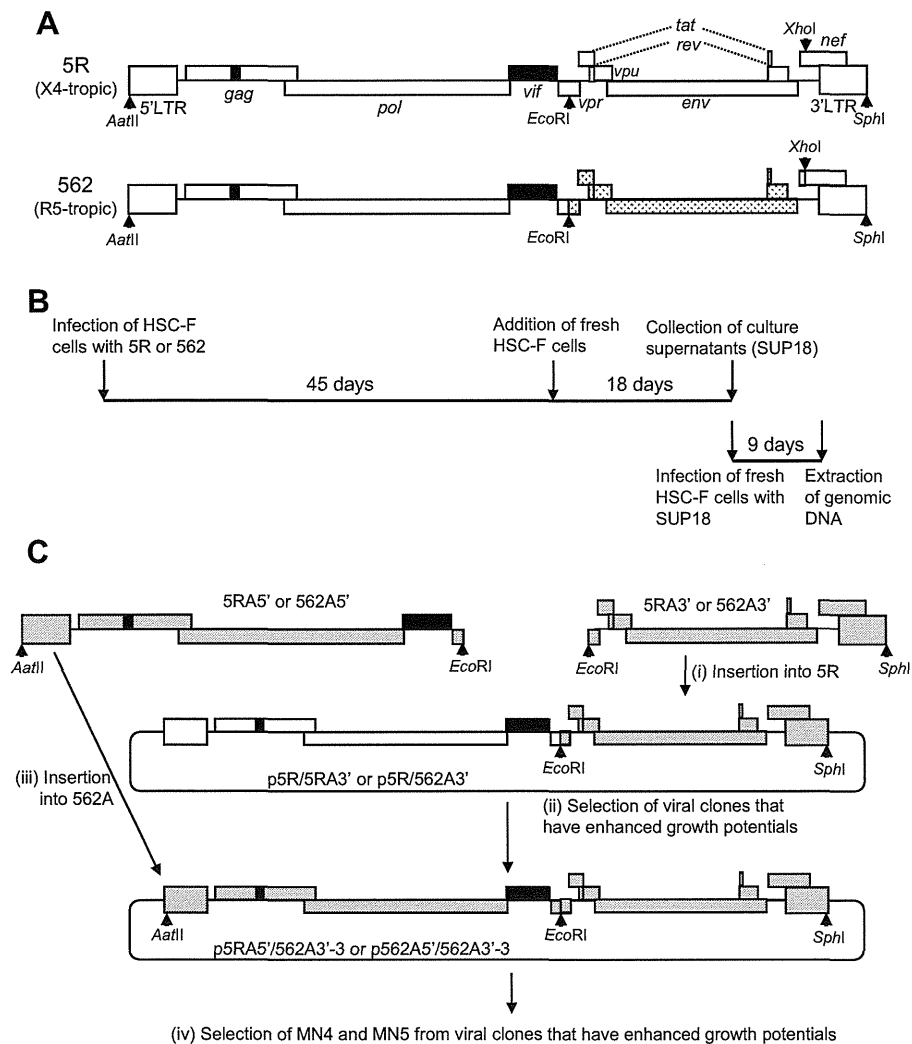 A
5R
(X4-tropic)
AatII
5'LTR
gag
pol
vif
EcoRI
vpr
tat
rev
vpu
env
XhoI
nef
3'LTR
SphI
562
(R5-tropic)
AatII
EcoRI
XhoI
SphI
B
Infection of HSC-F
cells with 5R or 562
Addition of fresh
HSC-F cells
Collection of culture
supernatants (SUP18)
45 days
18 days
9 days
Infection of fresh
HSC-F cells with
SUP18
Extraction
of genomic
DNA
C
5RA5' or 562A5'
AatII
EcoRI
5RA3' or 562A3'
EcoRI
SphI
(i) Insertion into 5R
EcoRI
SphI
p5R/5RA3' or p5R/562A3'
(iii) Insertion
into 562A
(ii) Selection of viral clones that
have enhanced growth potentials
AatII
EcoRI
SphI
p5RA5'/562A3'-3 or p562A5'/562A3'-3
(iv) Selection of MN4 and MN5 from viral clones that have enhanced growth potentials